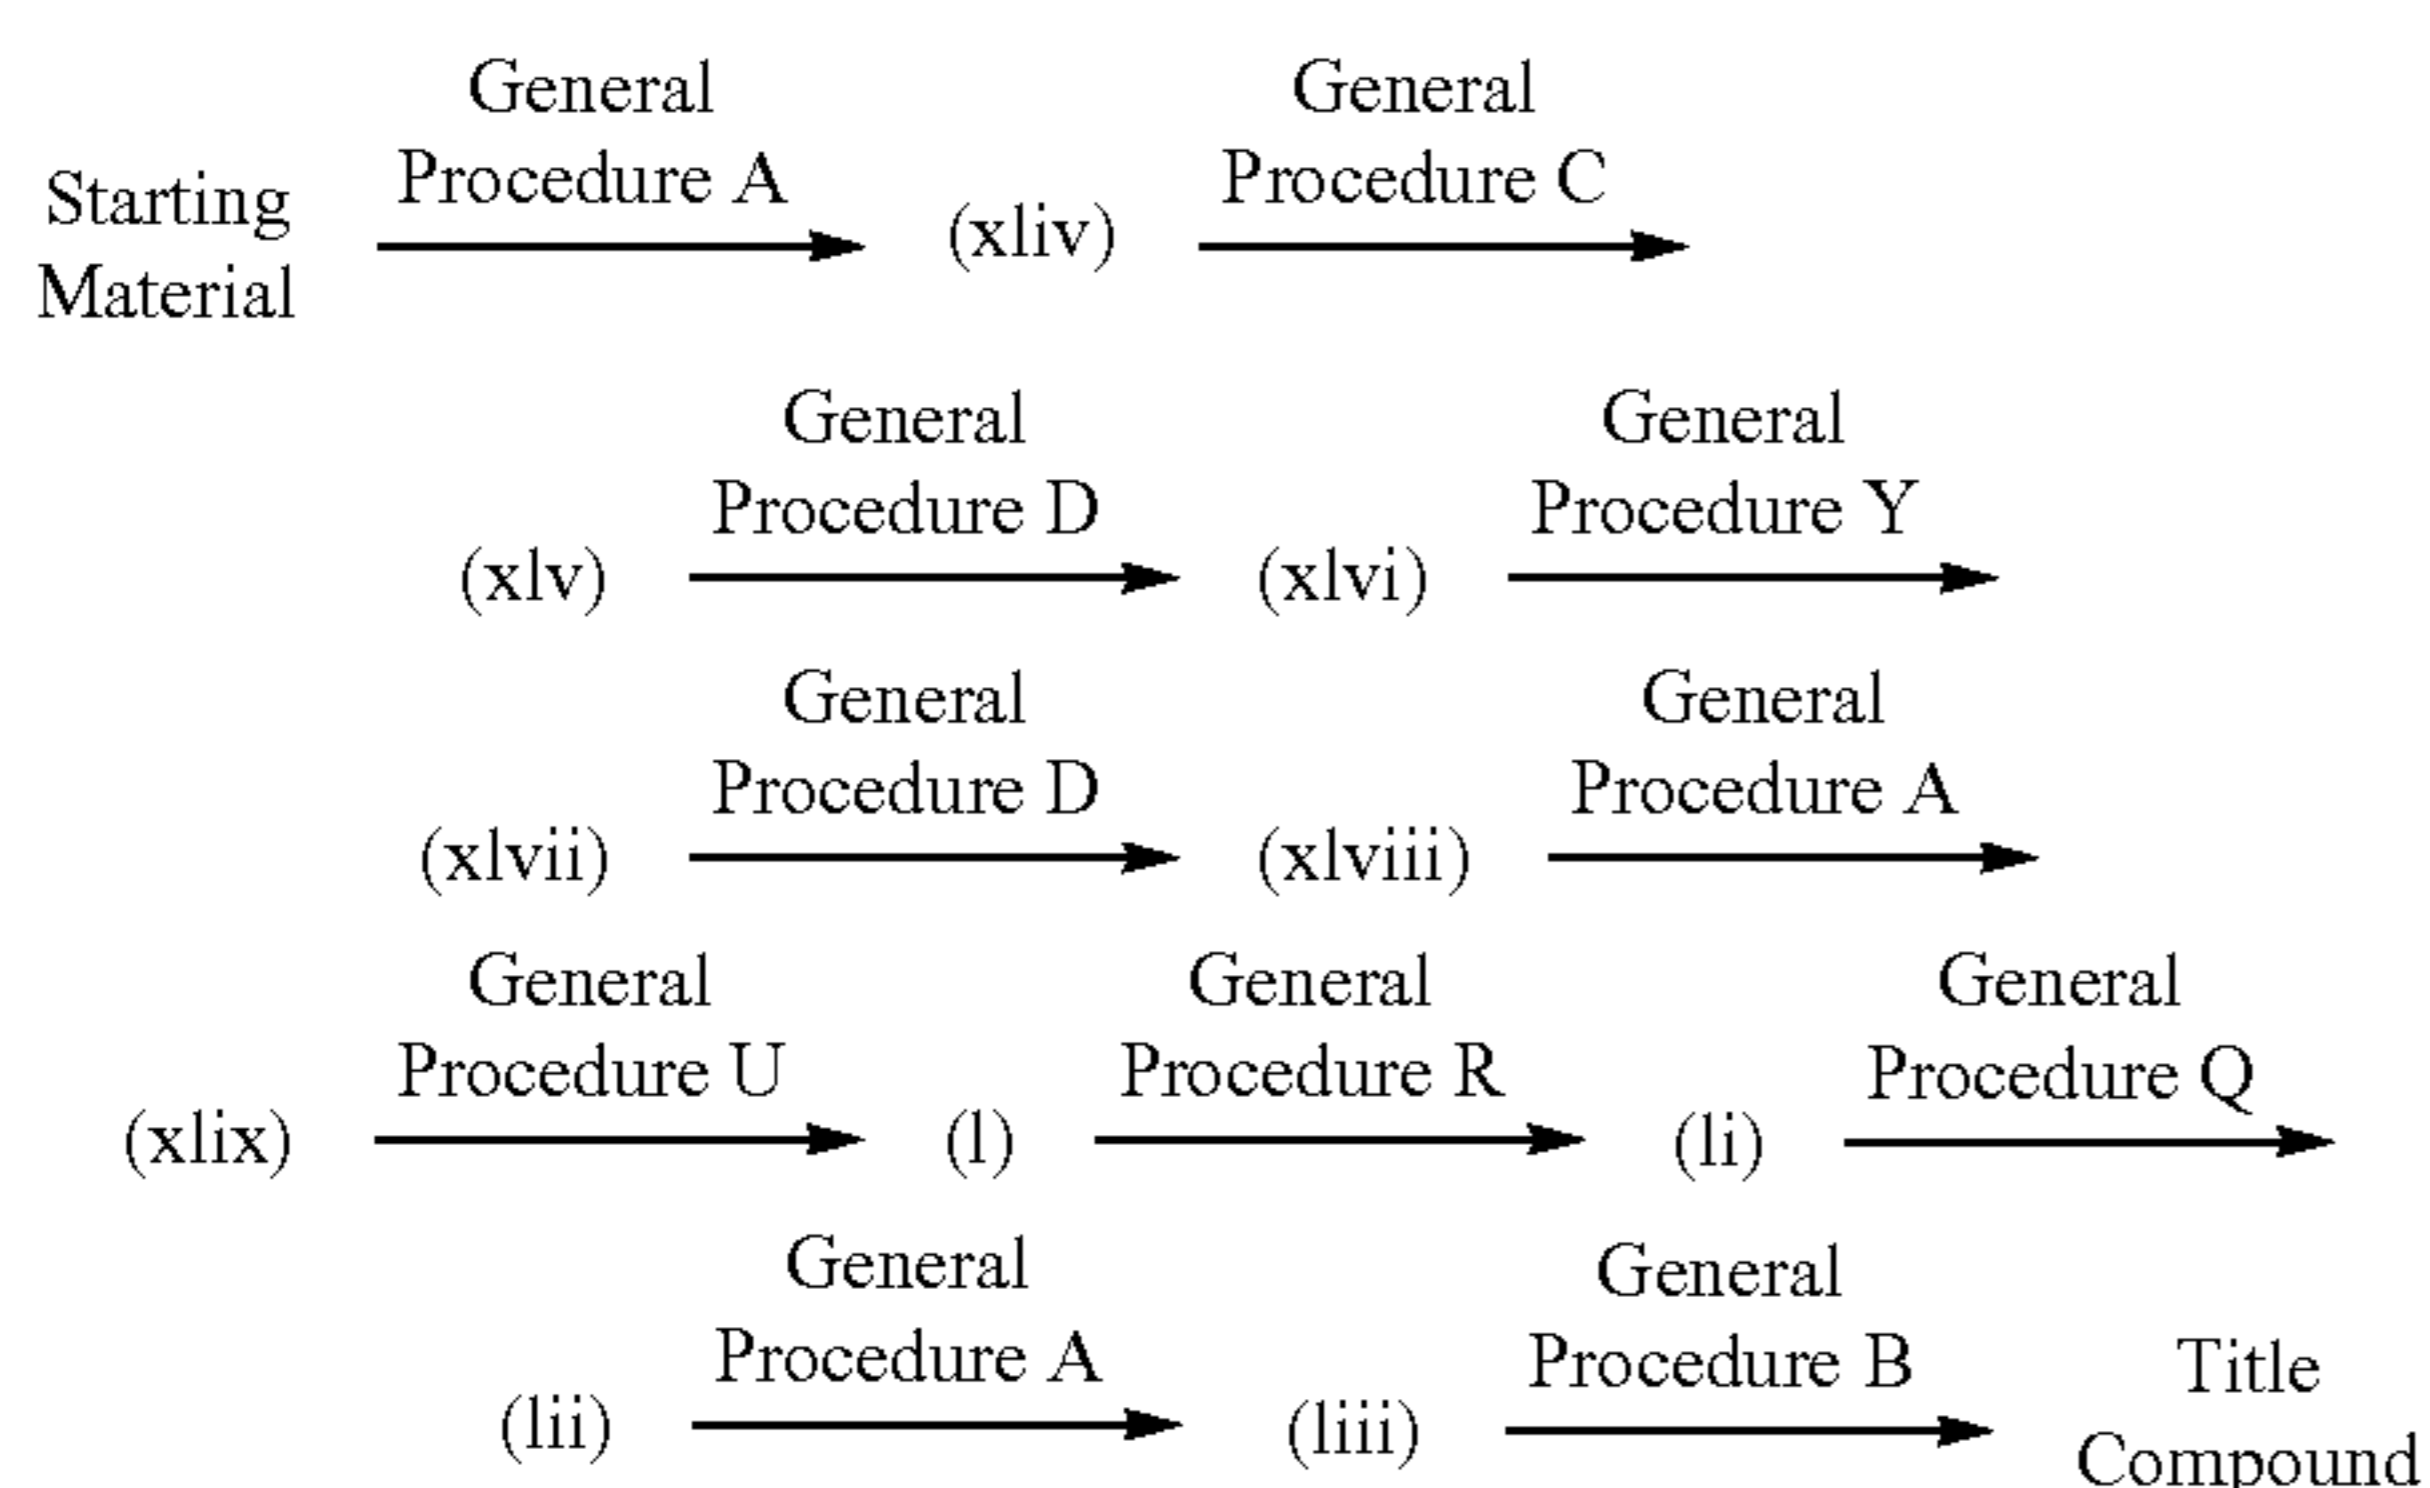 General
Procedure A
General
Procedure C
Starting
Material
(xliv)
General
Procedure D
General
Procedure Y
(xlv)
(xlvi)
General
Procedure D
General
Procedure A
(xlvii)
(xlviii)
General
Procedure U
General
Procedure R
General
Procedure Q
(xlix)
(l)
(li)
General
Procedure A
General
Procedure B
(lii)
(liii)
Title
Compound